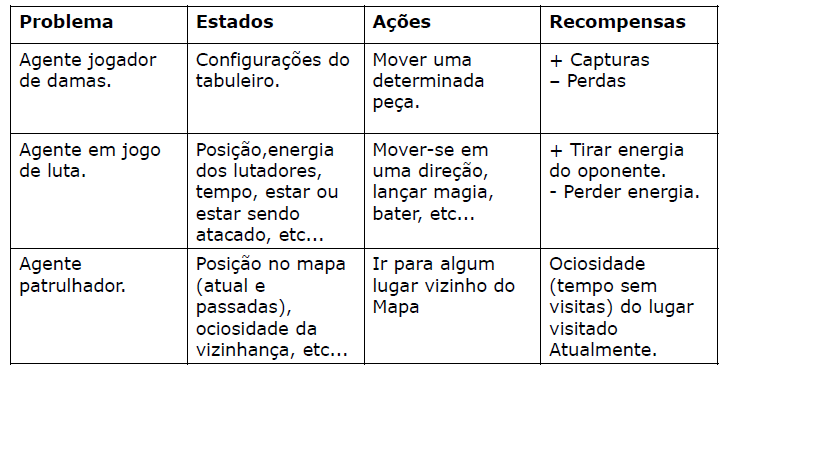 Problema
Estados
Ações
Recompensas
Agente jogador
de damas.
Configurações do
tabuleiro.
Mover uma
determinada
peça.
+ Capturas
– Perdas
Agente em jogo
de luta.
Posição,energia
dos lutadores,
tempo, estar ou
estar sendo
atacado, etc...
Mover-se em
uma direção,
lançar magia,
bater, etc...
+ Tirar energia
do oponente.
- Perder energia.
Agente
patrulhador.
Posição no mapa
(atual e
passadas),
ociosidade da
vizinhança, etc...
Ir para algum
lugar vizinho do
Mapa
Ociosidade
(tempo sem
visitas) do lugar
visitado
Atualmente.